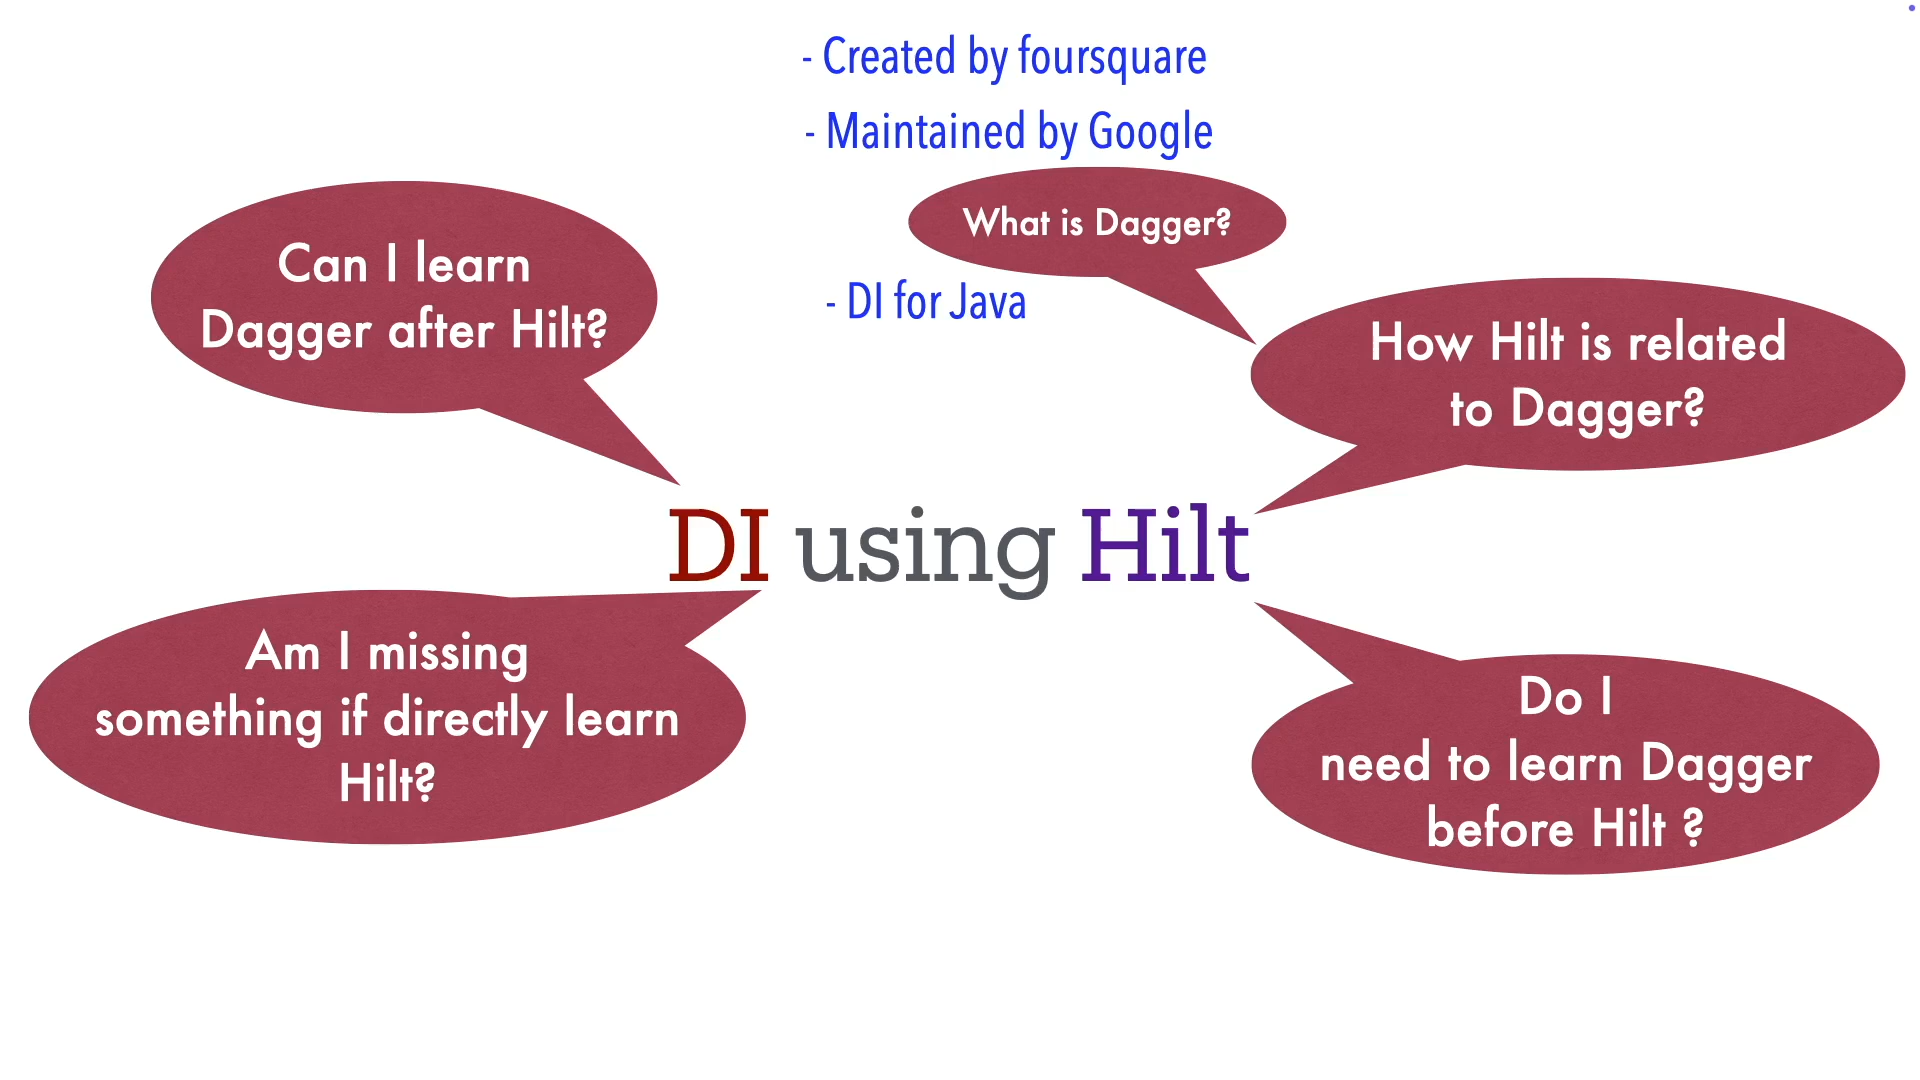 - Created by foursquare
- Maintained by Google
What is Dagger?
- DI for Java
Can I learn
Dagger after Hilt?
How Hilt is related
to Dagger?
DI using Hilt
Am I missing
something if directly learn
Hilt?
Do I
need to learn Dagger
before Hilt ?